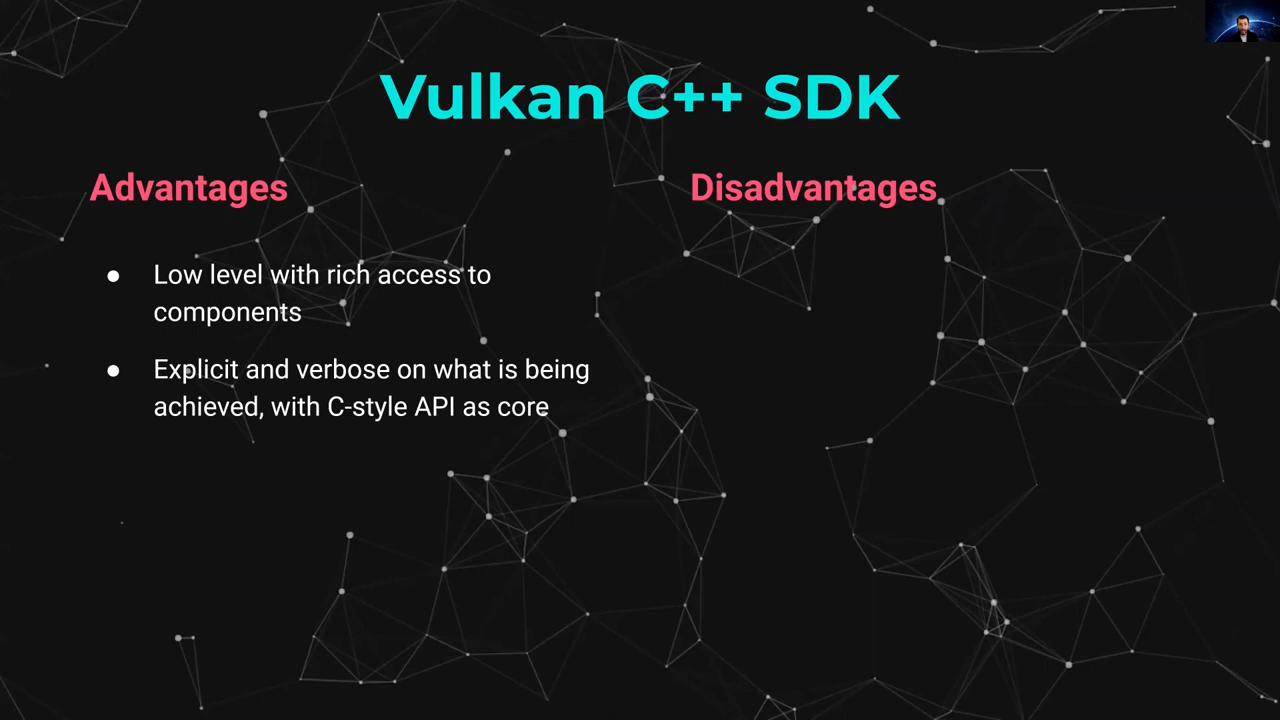 Vulkan C++ SDK
Advantages
● Low level with rich access to
components
● Explicit and verbose on what is being
achieved, with C-style API as core
Disadvantages